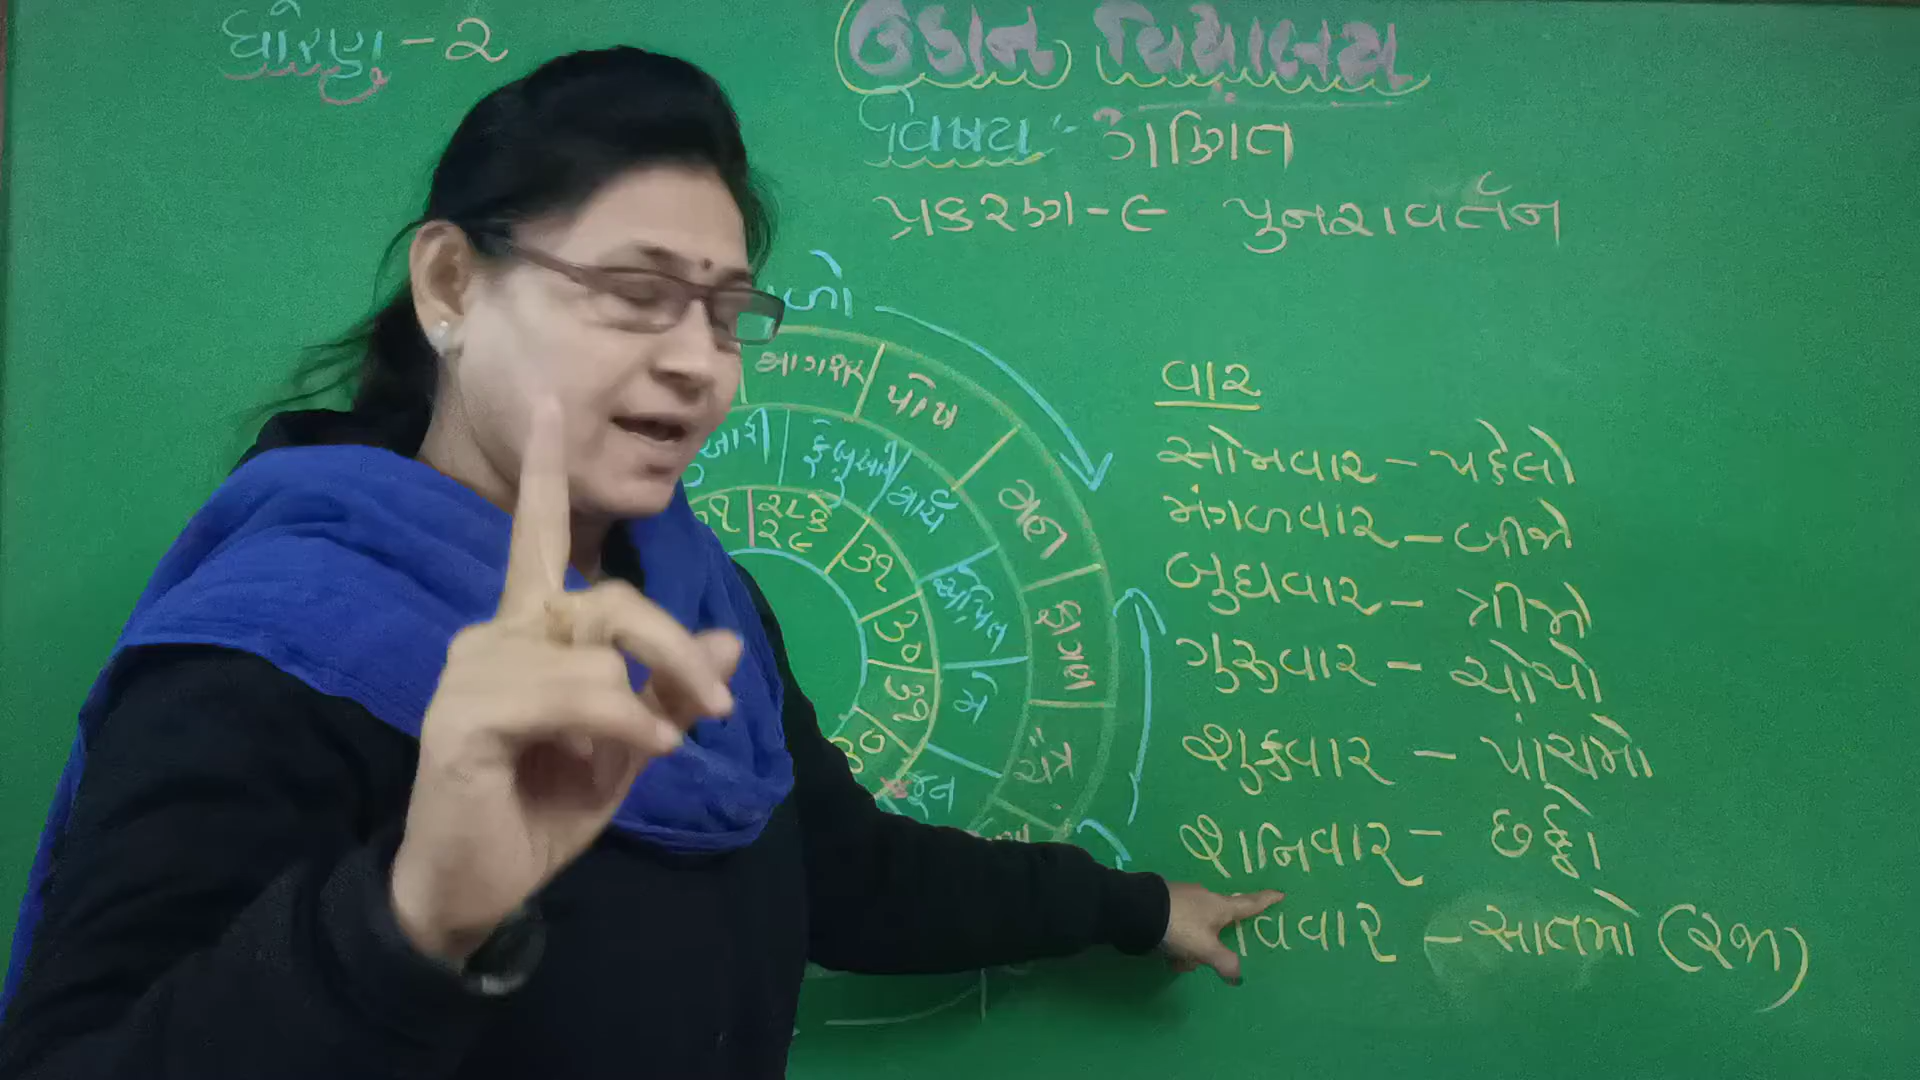 ધોરણ - ૨
ઉડાન વિદ્યાલય
વિષય :- ગણિત
પ્રકરણ - ૯ પુનરાવર્તન
માગશર
પોષ
મહા
ફાગણ
ચૈત્ર
ફેબ્રુઆરી
માર્ચ
એપ્રિલ
મે
જૂન
૨૮ કે ૨૯
૩૧
૩૦
૩૧
૩૦
વાર
સોમવાર - પહેલો
મંગળવાર - બીજો
બુધવાર - ત્રીજો
ગુરુવાર - ચોથો
શુક્રવાર - પાંચમો
શનિવાર - છઠ્ઠો
વિવાર - સાતમો (રજા)